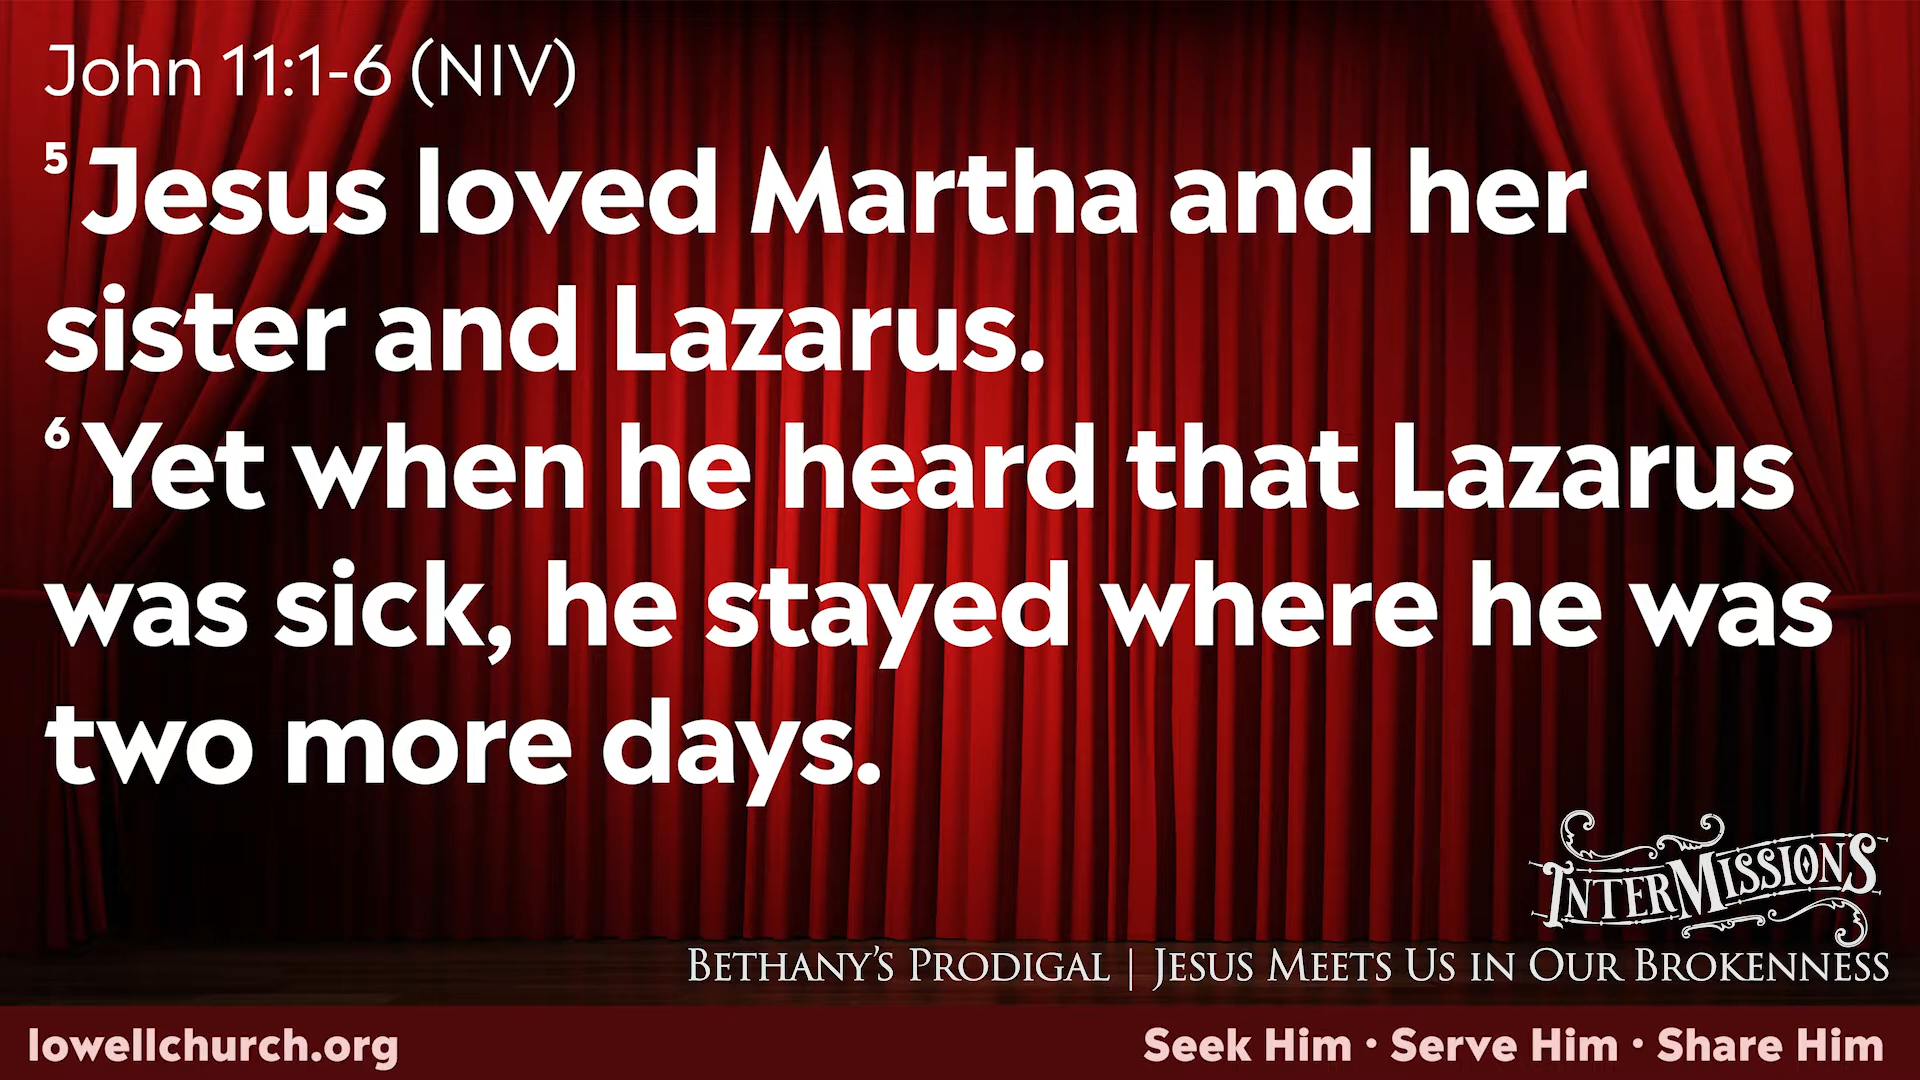 John 11:1-6 (NIV)
5 Jesus loved Martha and her
sister and Lazarus.
6 Yet when he heard that Lazarus
was sick, he stayed where he was
two more days.
INTERMISSIONS
BETHANY'S PRODIGAL | JESUS MEETS US IN OUR BROKENNESS
lowellchurch.org
Seek Him • Serve Him • Share Him